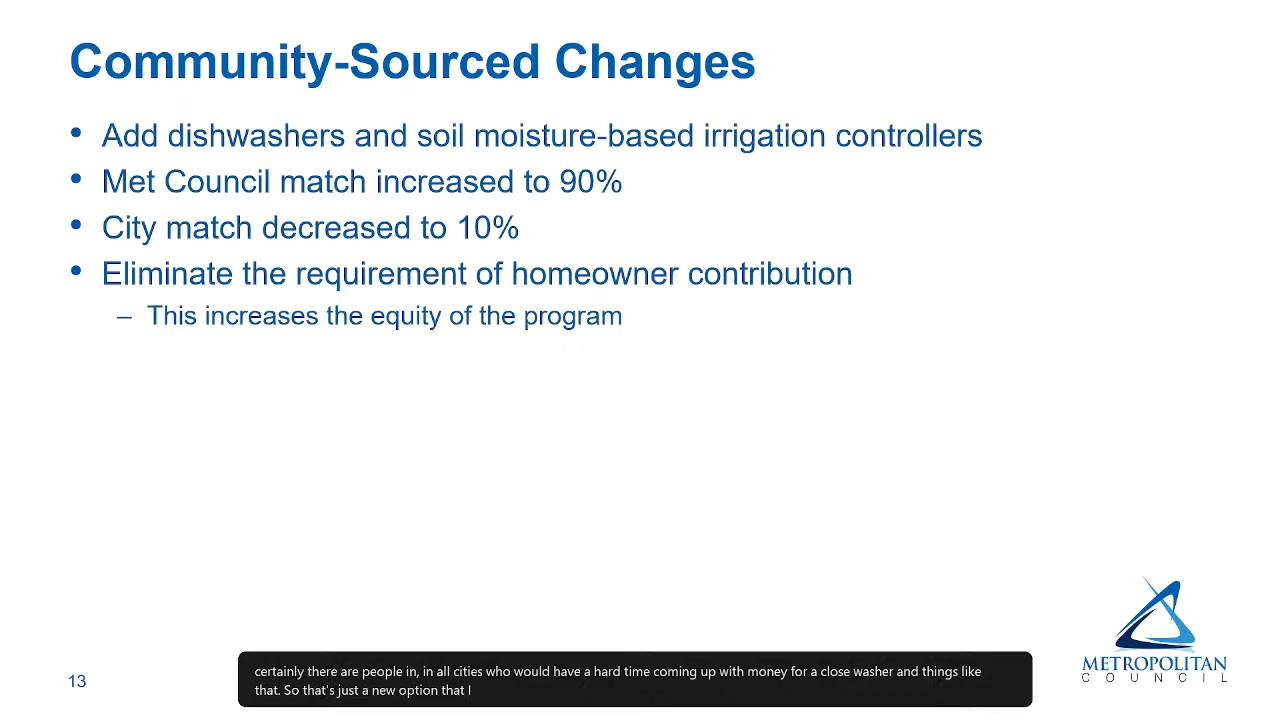 Community-Sourced Changes
• Add dishwashers and soil moisture-based irrigation controllers
• Met Council match increased to 90%
• City match decreased to 10%
• Eliminate the requirement of homeowner contribution
– This increases the equity of the program
METROPOLITAN
COUNCIL
13
certainly there are people in, in all cities who would have a hard time coming up with money for a close washer and things like
that. So that's just a new option that I